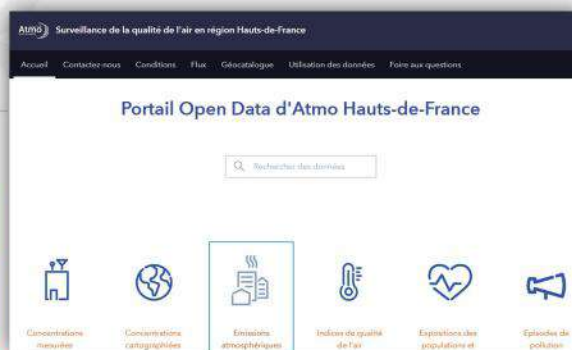 Atmo Surveillance de la qualité de l'air en région Hauts-de-France
Accueil Contactez-nous Conditions Flux Géocatalogue Utilisation des données Foire aux questions
Portail Open Data d'Atmo Hauts-de-France
Rechercher des données
Concentrations mesurées
Concentrations cartographiées
Emissions atmosphériques
Indices de qualité de l'air
Expositions des populations et
Episodes de pollution